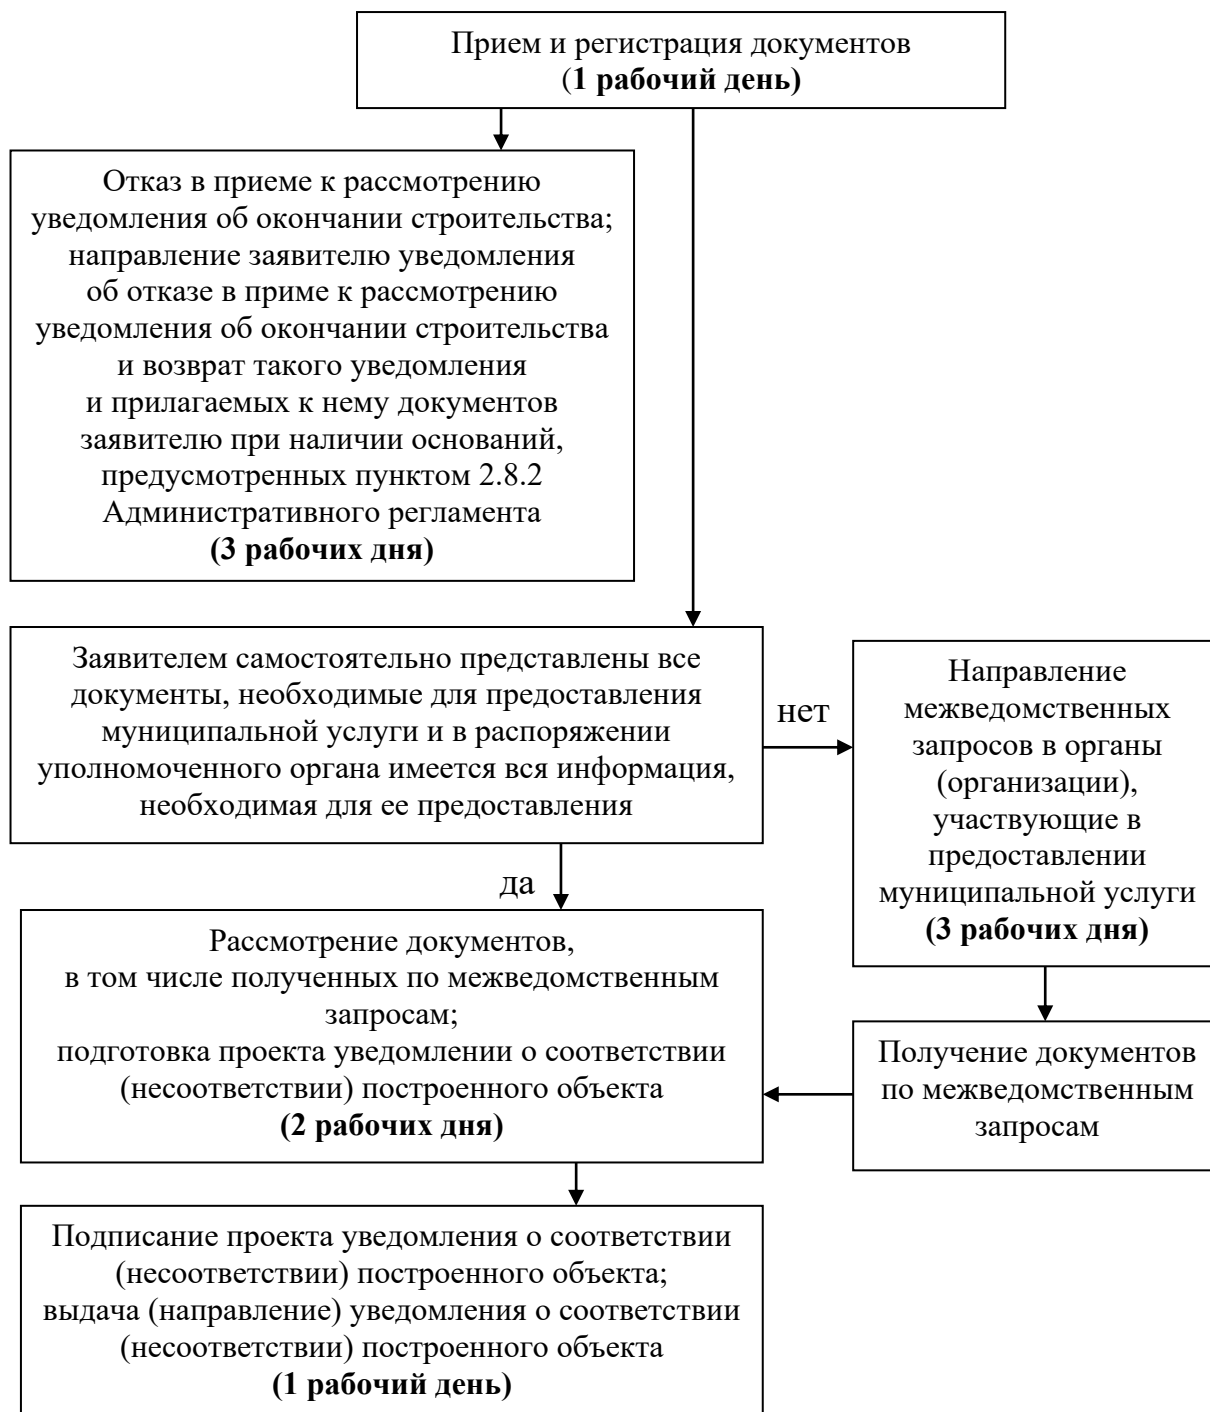 Прием и регистрация документов
(1 рабочий день)
Отказ в приеме к рассмотрению
уведомления об окончании строительства;
направление заявителю уведомления
об отказе в приме к рассмотрению
уведомления об окончании строительства
и возврат такого уведомления
и прилагаемых к нему документов
заявителю при наличии оснований,
предусмотренных пунктом 2.8.2
Административного регламента
(3 рабочих дня)
Заявителем самостоятельно представлены все
документы, необходимые для предоставления
муниципальной услуги и в распоряжении
уполномоченного органа имеется вся информация,
необходимая для ее предоставления
нет
Направление
межведомственных
запросов в органы
(организации),
участвующие в
предоставлении
муниципальной услуги
(3 рабочих дня)
да
Рассмотрение документов,
в том числе полученных по межведомственным
запросам;
подготовка проекта уведомлении о соответствии
(несоответствии) построенного объекта
(2 рабочих дня)
Получение документов
по межведомственным
запросам
Подписание проекта уведомления о соответствии
(несоответствии) построенного объекта;
выдача (направление) уведомления о соответствии
(несоответствии) построенного объекта
(1 рабочий день)